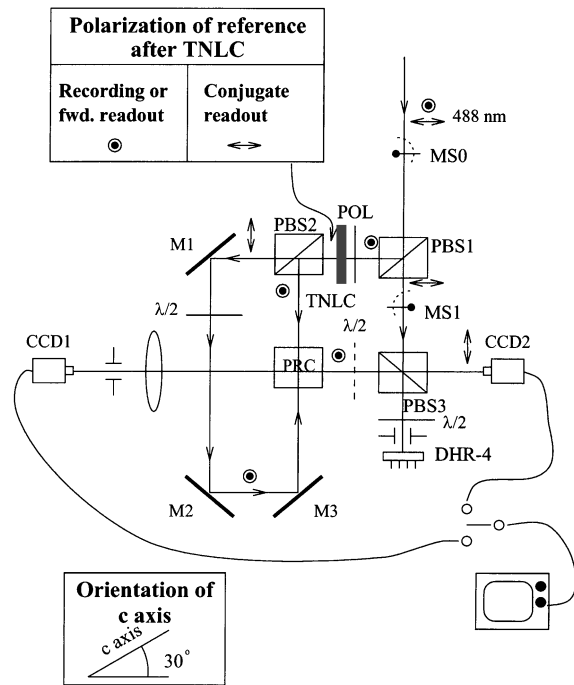 Polarization of reference
after TNLC
Recording or
fwd. readout
Conjugate
readout
488 nm
MS0
POL
PBS2
PBS1
M1
TNLC
MS1
λ/2
λ/2
CCD1
CCD2
PRC
PBS3
λ/2
DHR-4
M2
M3
Orientation of
c axis
c axis
30°